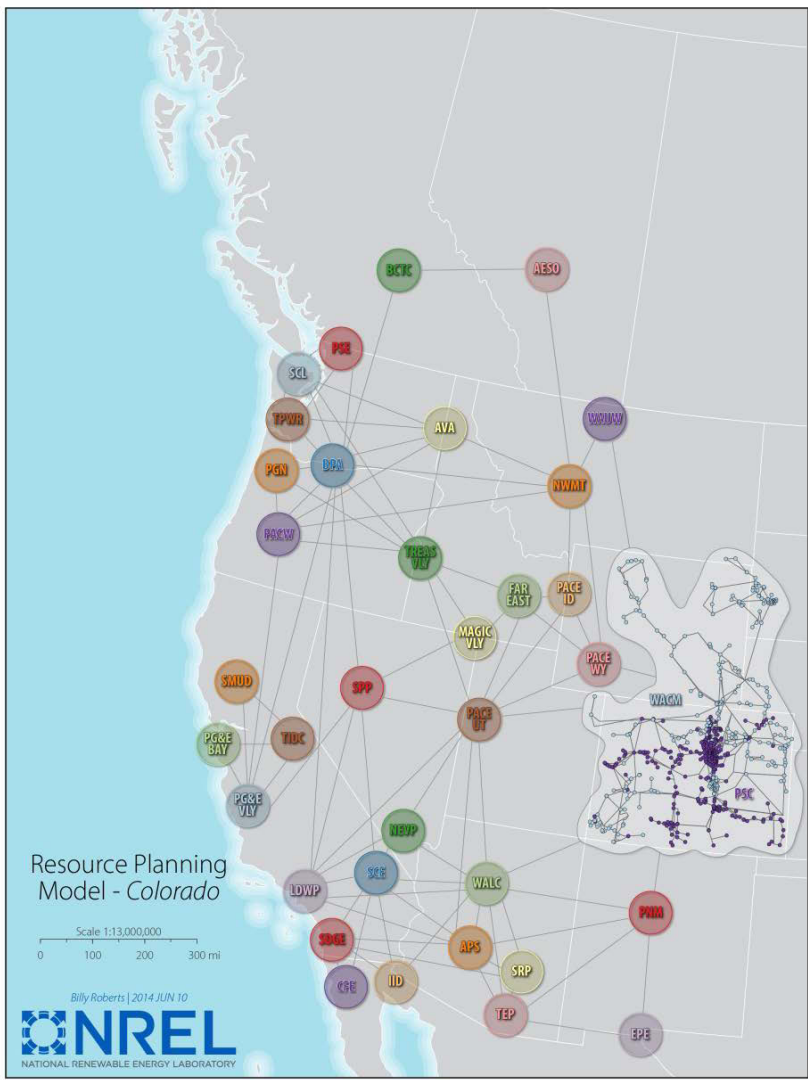 BCTC
AESO
PSE
SCL
TPWR
AVA
WAUW
PGN
BPA
NWMT
PACW
TREAS
VLY
FAR
EAST
PACE
ID
MAGIC
VLY
PACE
WY
SMUD
SPP
WACM
PACE
UT
PG&E
BAY
TIDC
PSC
PG&E
VLY
NEVP
Resource Planning
Model - Colorado
SCE
LDWP
WALC
PNM
Scale 1:13,000,000
0 100 200 300 mi
SDGE
APS
SRP
CFE
IID
TEP
EPE
Billy Roberts | 2014 JUN 10
NREL
NATIONAL RENEWABLE ENERGY LABORATORY